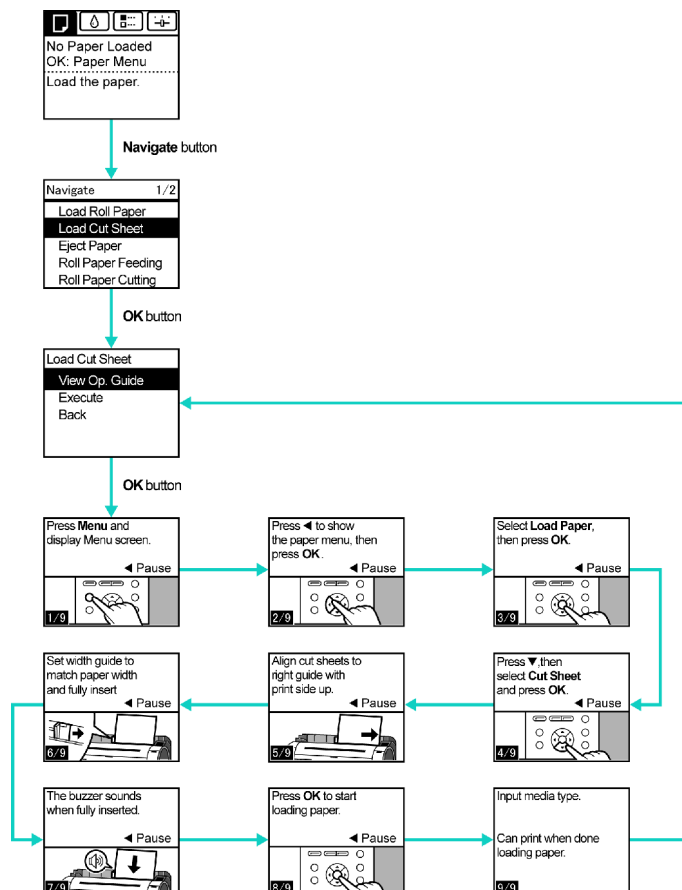 No Paper Loaded
OK: Paper Menu
Load the paper.
Navigate button
Navigate 1/2
Load Roll Paper
Load Cut Sheet
Eject Paper
Roll Paper Feeding
Roll Paper Cutting
OK button
Load Cut Sheet
View Op. Guide
Execute
Back
OK button
Press Menu and
display Menu screen.
◀ Pause
1/9
Press ◀ to show
the paper menu, then
press OK.
◀ Pause
2/9
Select Load Paper,
then press OK.
◀ Pause
3/9
Set width guide to
match paper width
and fully insert
◀ Pause
6/9
Align cut sheets to
right guide with
print side up.
◀ Pause
5/9
Press ▼,then
select Cut Sheet
and press OK.
◀ Pause
4/9
The buzzer sounds
when fully inserted.
◀ Pause
7/9
Press OK to start
loading paper.
◀ Pause
8/9
Input media type.
Can print when done
loading paper.
9/9